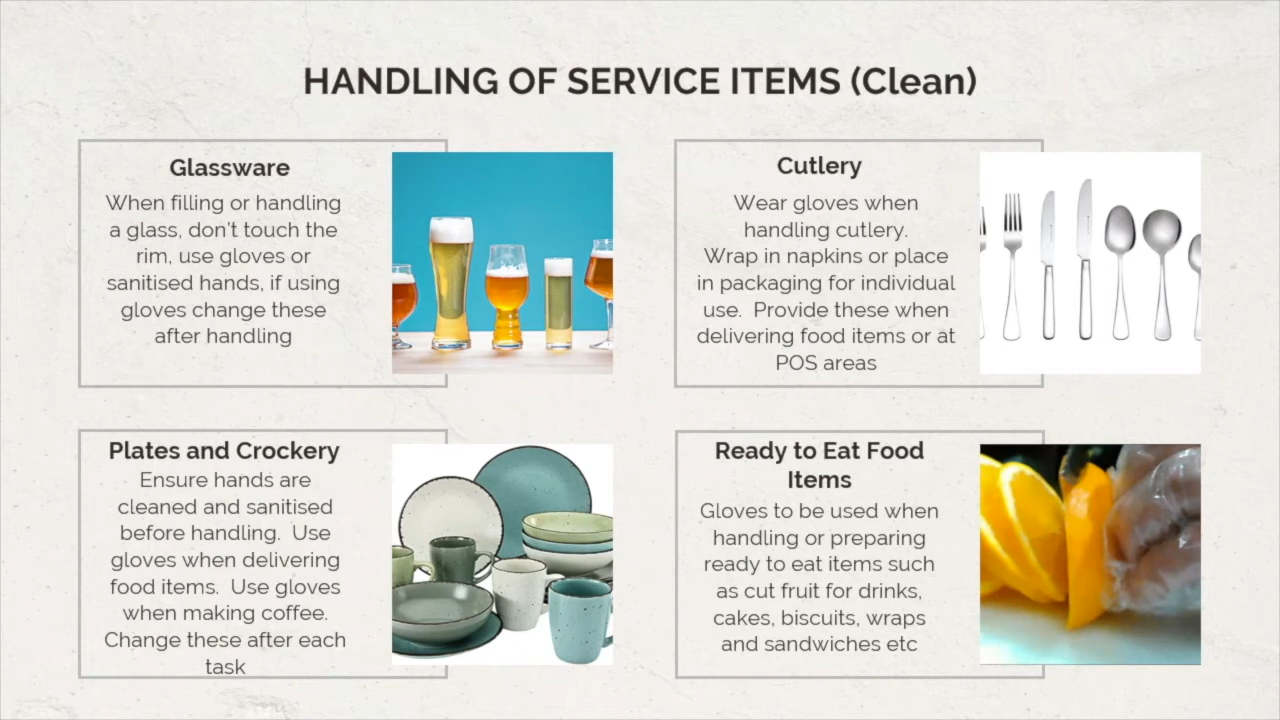 HANDLING OF SERVICE ITEMS (Clean)
Glassware
When filling or handling
a glass, don't touch the
rim, use gloves or
sanitised hands, if using
gloves change these
after handling
Cutlery
Wear gloves when
handling cutlery.
Wrap in napkins or place
in packaging for individual
use.  Provide these when
delivering food items or at
POS areas
Plates and Crockery
Ensure hands are
cleaned and sanitised
before handling.  Use
gloves when delivering
food items.  Use gloves
when making coffee.
Change these after each
task
Ready to Eat Food
Items
Gloves to be used when
handling or preparing
ready to eat items such
as cut fruit for drinks,
cakes, biscuits, wraps
and sandwiches etc